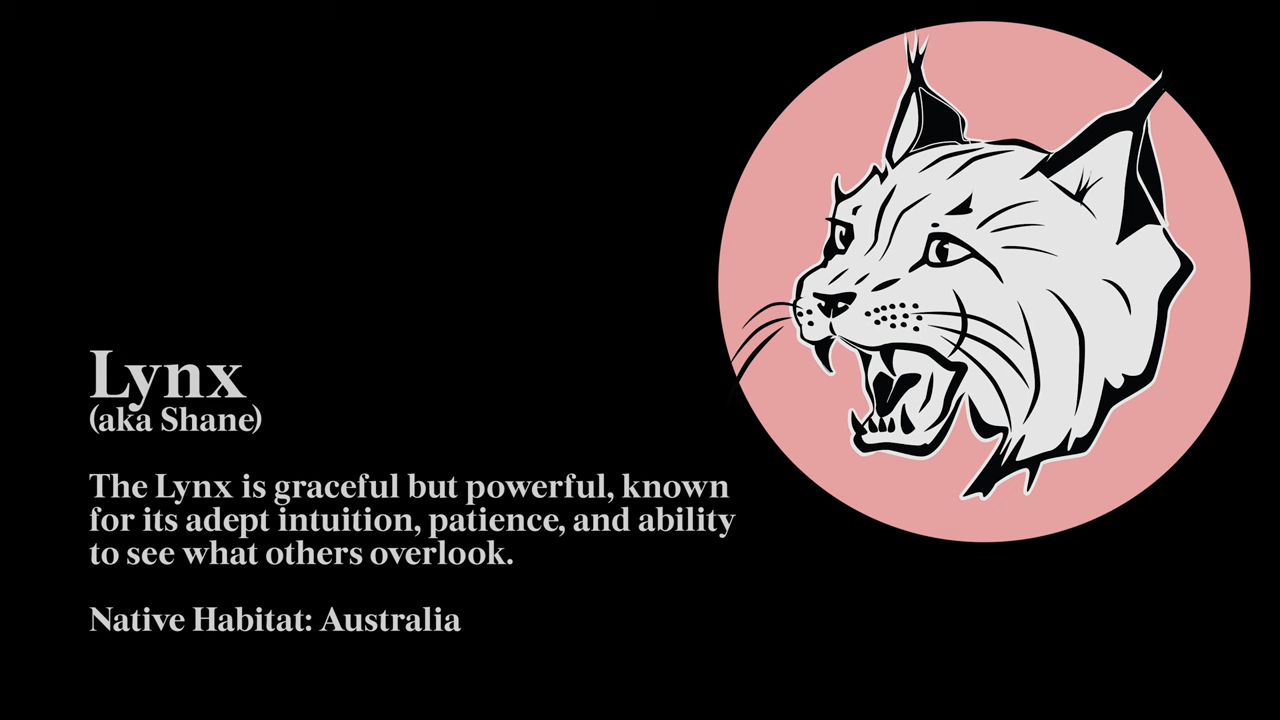 Lynx
(aka Shane)
The Lynx is graceful but powerful, known
for its adept intuition, patience, and ability
to see what others overlook.
Native Habitat: Australia